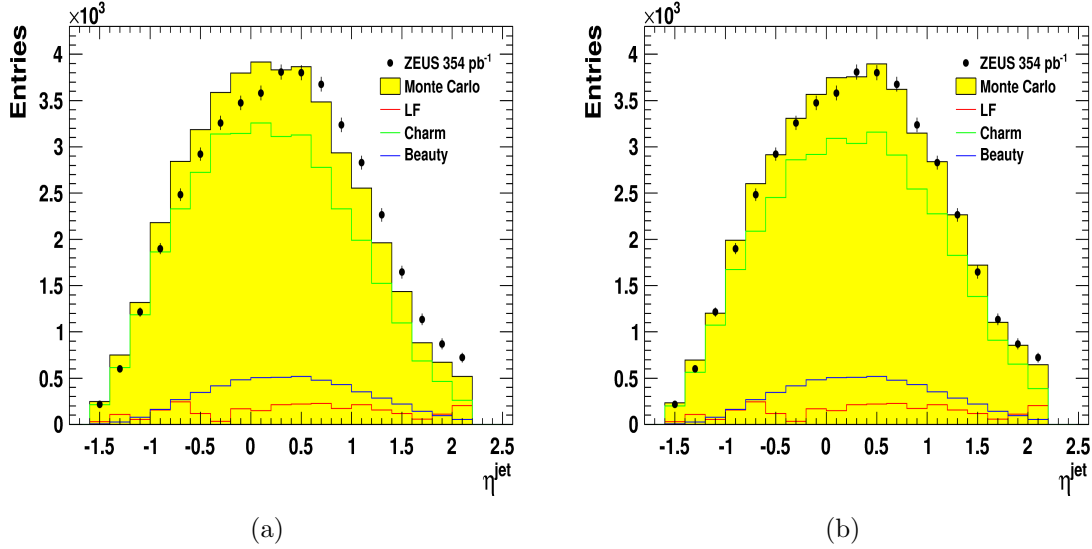 ×10³
Entries
4
3.5
3
2.5
2
1.5
1
0.5
0
-1.5 -1 -0.5 0 0.5 1 1.5 2 2.5
η^jet
ZEUS 354 pb⁻¹
Monte Carlo
LF
Charm
Beauty
(a)
×10³
Entries
4
3.5
3
2.5
2
1.5
1
0.5
0
-1.5 -1 -0.5 0 0.5 1 1.5 2 2.5
η^jet
ZEUS 354 pb⁻¹
Monte Carlo
LF
Charm
Beauty
(b)